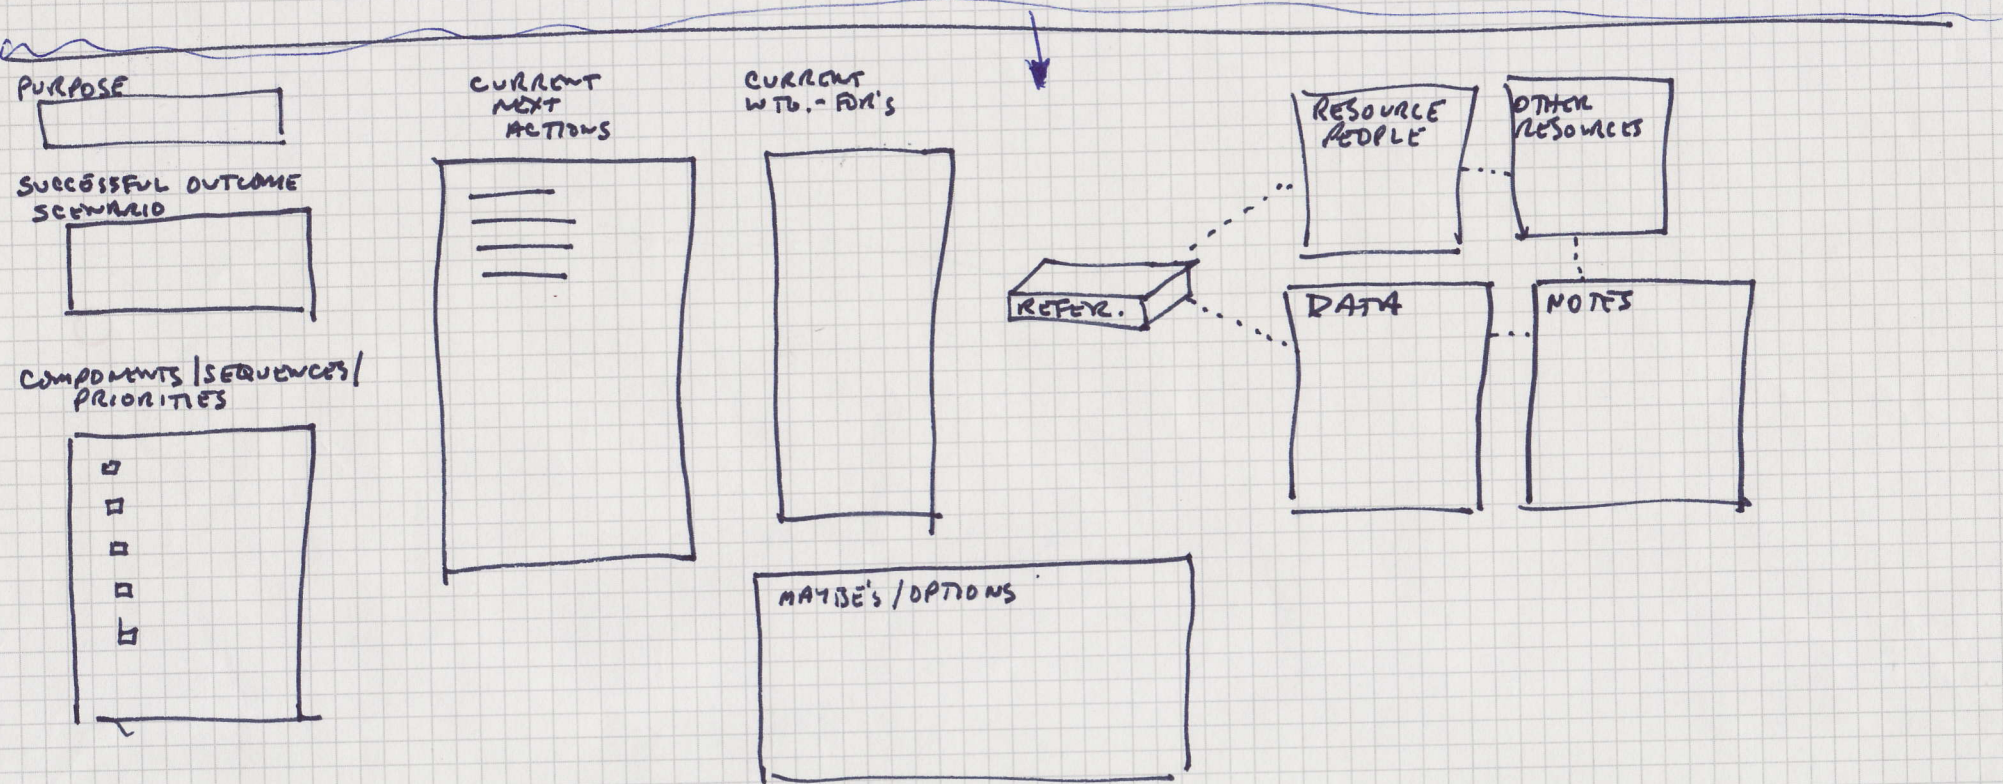 PURPOSE
SUCCESSFUL OUTCOME
SCENARIO
COMPONENTS/SEQUENCES/
PRIORITIES
CURRENT
NEXT
ACTIONS
CURRENT
WTG.-FOR'S
MAYBE'S/OPTIONS
REFER.
RESOURCE
PEOPLE
OTHER
RESOURCES
DATA
NOTES